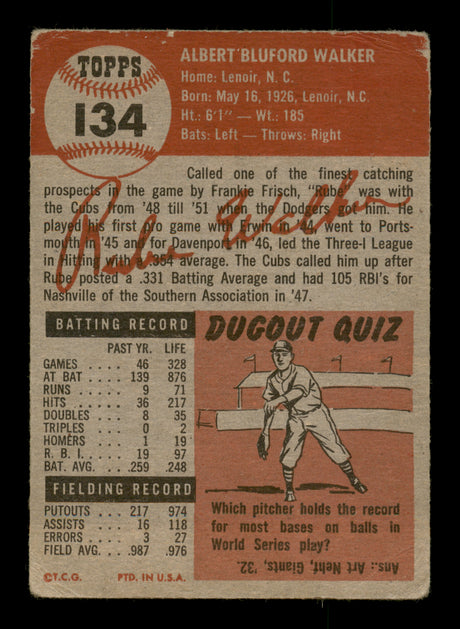 TOPPS
134
ALBERT BLUFORD WALKER
Home: Lenoir, N. C.
Born: May 16, 1926, Lenoir, N.C.
Ht.: 6'1" — Wt.: 185
Bats: Left — Throws: Right
Called one of the finest catching
prospects in the game by Frankie Frisch, "Rube" was with
the Cubs from '48 till '51 when the Dodgers got him. He
played his first pro game with Erwin in '44 went to Ports-
mouth in '45 and for Davenport in '46, led the Three-I League
in Hitting with a .354 average. The Cubs called him up after
Rube posted a .331 Batting Average and had 105 RBI's for
Nashville of the Southern Association in '47.
Rube Walker
BATTING RECORD
PAST YR. LIFE
GAMES .... 46 328
AT BAT .... 139 876
RUNS .... 9 71
HITS .... 36 217
DOUBLES .. 8 35
TRIPLES .. 0 2
HOMERS .. 1 19
R. B. I. .... 19 97
BAT. AVG. .. .259 .248
FIELDING RECORD
PUTOUTS .. 217 974
ASSISTS .. 16 118
ERRORS ... 3 27
FIELD AVG. .. .987 .976
©T.C.G. PTD. IN U.S.A.
DUGOUT QUIZ
Which pitcher holds the record
for most bases on balls in
World Series play?
Ans.: Art Nehf, Giants, '32.